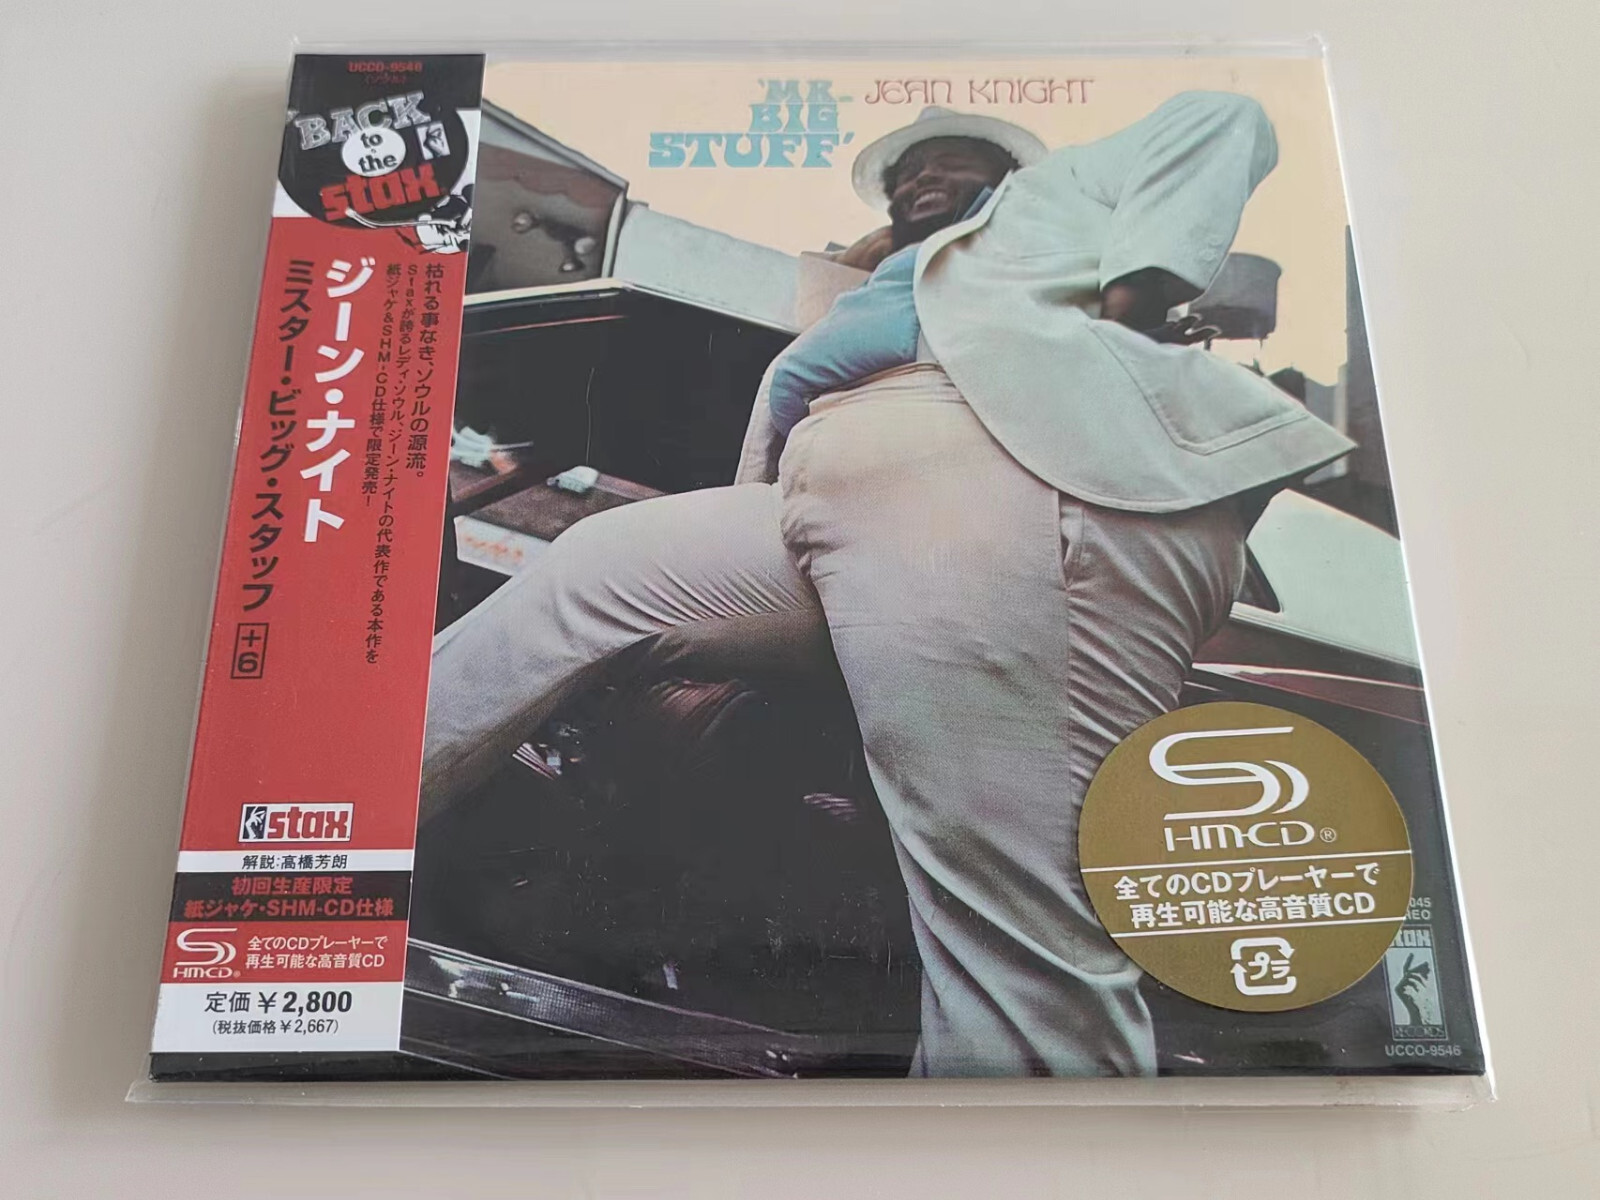 UCCO-9546
BACK
to
the
stax
ジーン・ナイト
ミスター・ビッグ・スタッフ +6
枯れる事なき、ソウルの源流。
Staxが誇るレディ・ソウル、ジーン・ナイトの代表作である本作を
紙ジャケ&SHM-CD仕様で限定発売!
stax
解説:高橋芳朗
初回生産限定
紙ジャケ・SHM-CD仕様
SHM-CD®
全てのCDプレーヤーで
再生可能な高音質CD
定価¥2,800
(税抜価格¥2,667)
'MR. JEAN KNIGHT
BIG
STUFF'
SHM-CD®
全てのCDプレーヤーで
再生可能な高音質CD
プラ
045
EO
stax
RECORDS
UCCO-9546